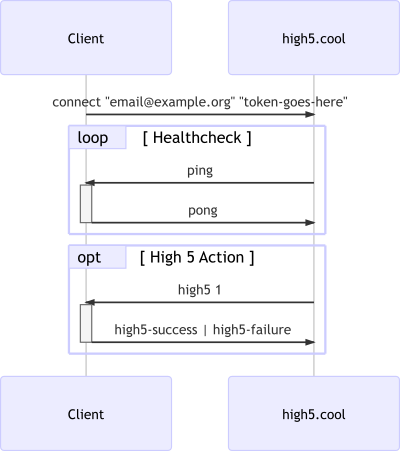 Client
high5.cool
connect "email@example.org" "token-goes-here"
loop
[ Healthcheck ]
ping
pong
opt
[ High 5 Action ]
high5 1
high5-success | high5-failure
Client
high5.cool